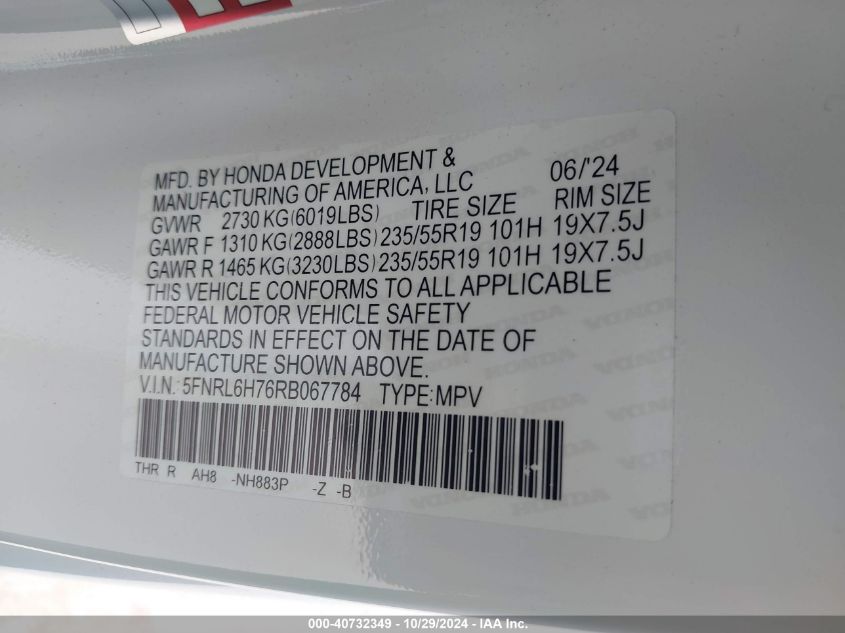 MFD. BY HONDA DEVELOPMENT & 06/'24
MANUFACTURING OF AMERICA, LLC
GVWR 2730 KG(6019LBS) TIRE SIZE RIM SIZE
GAWR F 1310 KG(2888LBS) 235/55R19 101H 19X7.5J
GAWR R 1465 KG(3230LBS) 235/55R19 101H 19X7.5J
THIS VEHICLE CONFORMS TO ALL APPLICABLE
FEDERAL MOTOR VEHICLE SAFETY
STANDARDS IN EFFECT ON THE DATE OF
MANUFACTURE SHOWN ABOVE.
V.I.N.: 5FNRL6H76RB067784 TYPE:MPV
THR R AH8 -NH883P -Z -B
000-40732349 - 10/29/2024 - IAA Inc.